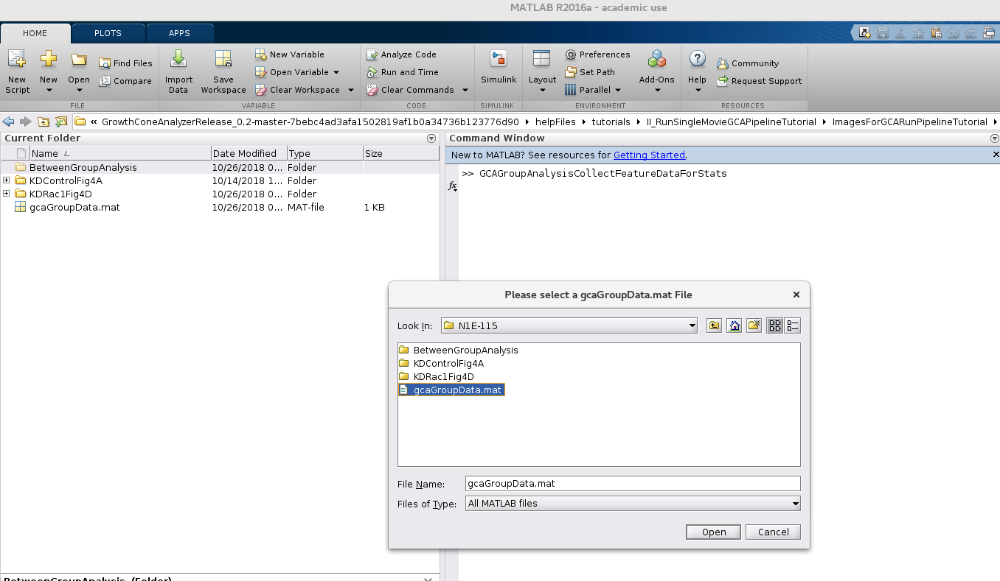 MATLAB R2016a - academic use
HOME PLOTS APPS
New Script
New
Open
Find Files
Compare
Import Data
Save Workspace
New Variable
Open Variable
Clear Workspace
Analyze Code
Run and Time
Clear Commands
Simulink
Layout
Preferences
Set Path
Parallel
Add-Ons
Help
Community
Request Support
FILE VARIABLE CODE SIMULINK ENVIRONMENT RESOURCES
« GrowthConeAnalyzerRelease_0.2-master-7bebc4ad3afa1502819af1b0a34736b123776d90 helpFiles tutorials II_RunSingleMovieGCAPipelineTutorial ImagesForGCARunPipelineTutorial
Current Folder
Name Date Modified Type Size
BetweenGroupAnalysis 10/26/2018 0... Folder
KDControlFig4A 10/14/2018 1... Folder
KDRac1Fig4D 10/26/2018 0... Folder
gcaGroupData.mat 10/26/2018 0... MAT-file 1 KB
BetweenGroupAnalysis (Folder)
Command Window
New to MATLAB? See resources for Getting Started.
fx >> GCAGroupAnalysisCollectFeatureDataForStats
Please select a gcaGroupData.mat File
Look In: N1E-115
BetweenGroupAnalysis
KDControlFig4A
KDRac1Fig4D
gcaGroupData.mat
File Name: gcaGroupData.mat
Files of Type: All MATLAB files
Open Cancel